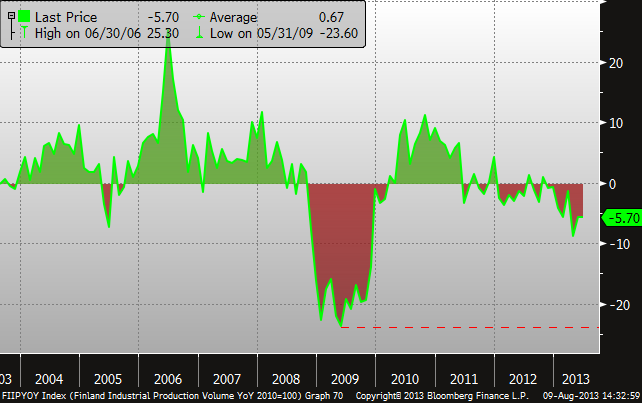 Last Price -5.70 Average 0.67
High on 06/30/06 25.30 Low on 05/31/09 -23.60
20
10
0
-5.70
-10
-20
03 2004 2005 2006 2007 2008 2009 2010 2011 2012 2013
FIIPYOY Index (Finland Industrial Production Volume YoY 2010=100) Graph 70 Copyright© 2013 Bloomberg Finance L.P. 09-Aug-2013 14:32:59